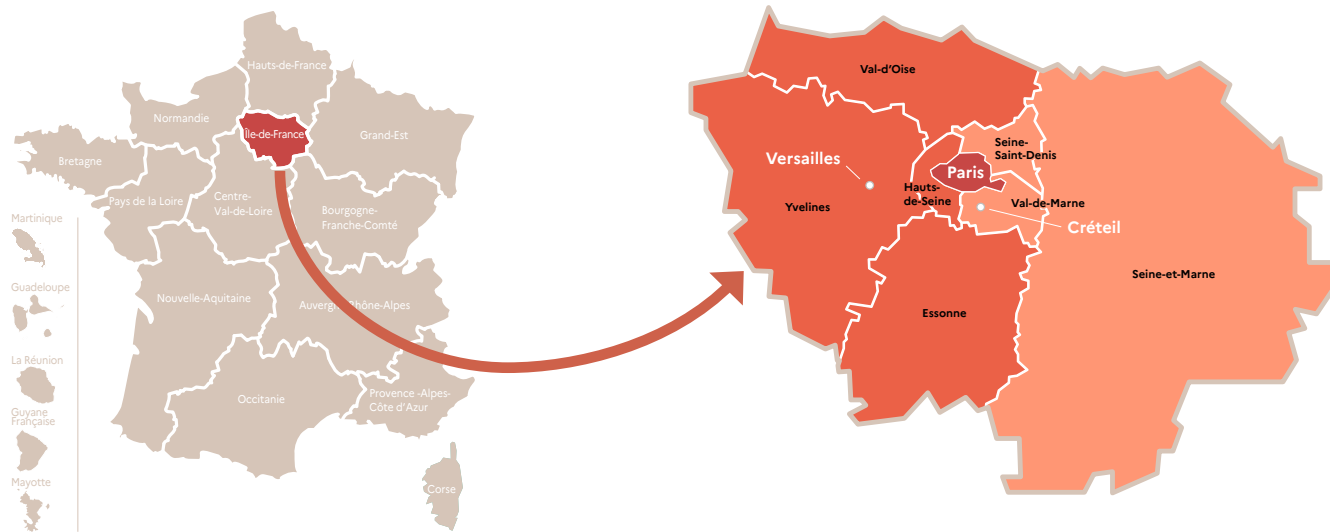 Hauts-de-France
Normandie
Île-de-France
Grand-Est
Bretagne
Pays de la Loire
Centre-
Val-de-Loire
Bourgogne-
Franche-Comté
Nouvelle-Aquitaine
Auvergne-Rhône-Alpes
Occitanie
Provence -Alpes-
Côte d'Azur
Corse
Martinique
Guadeloupe
La Réunion
Guyane
Française
Mayotte
Val-d'Oise
Seine-
Saint-Denis
Versailles
Paris
Hauts-
de-Seine
Yvelines
Val-de-Marne
Créteil
Seine-et-Marne
Essonne